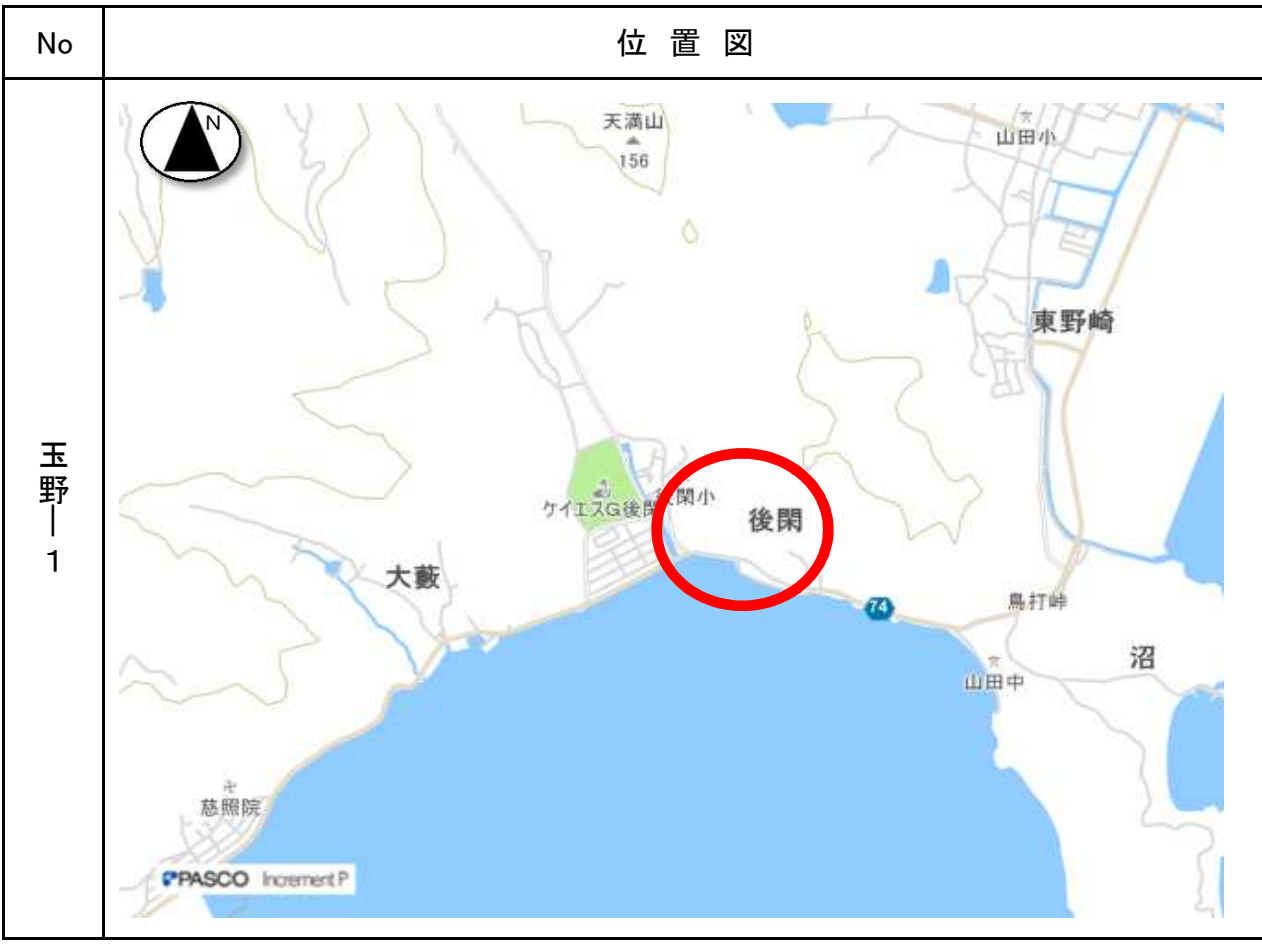 No
位 置 図
玉野ー1
N
天満山
156
山田小
東野崎
ケイエスG後閑
後閑小
後閑
大藪
74
鳥打峠
沼
山田中
慈照院
PASCO Increment P